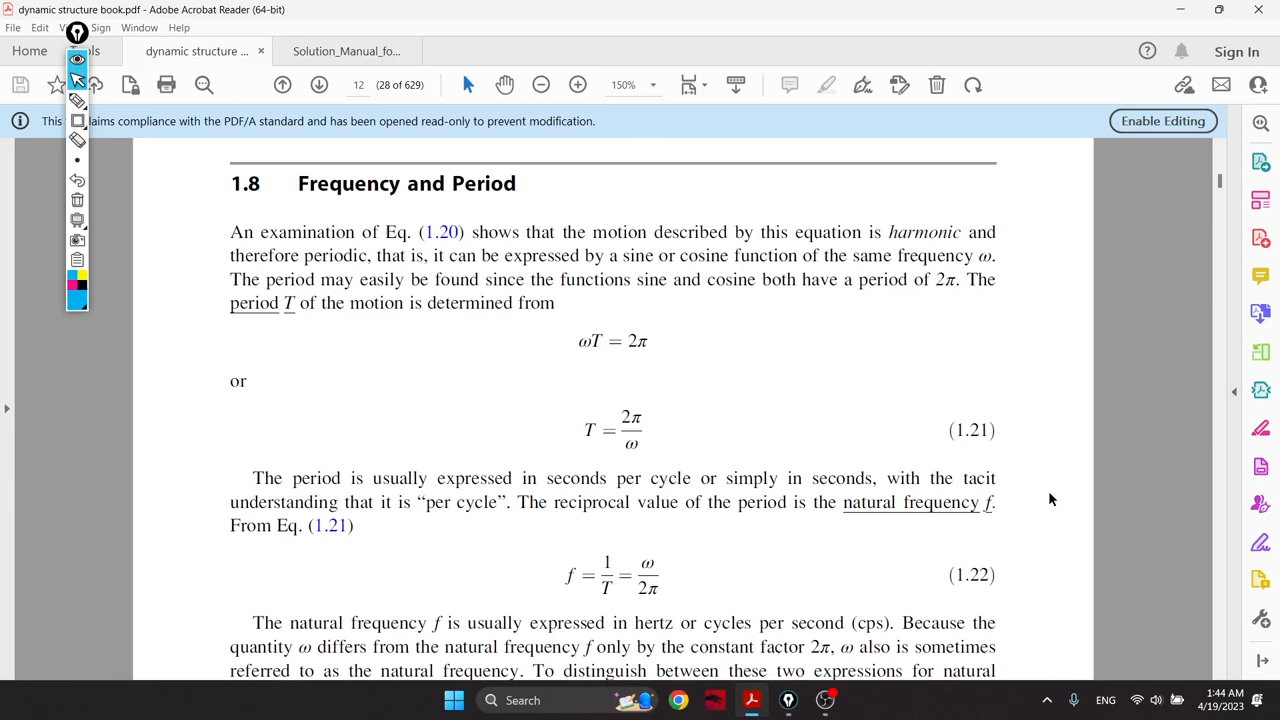 dynamic structure book.pdf - Adobe Acrobat Reader (64-bit)
File Edit Sign Window Help
Home dynamic structure ... × Solution_Manual_fo... Sign In
12 (28 of 629) 150%
This laims compliance with the PDF/A standard and has been opened read-only to prevent modification. Enable Editing
1.8 Frequency and Period
An examination of Eq. (1.20) shows that the motion described by this equation is harmonic and
therefore periodic, that is, it can be expressed by a sine or cosine function of the same frequency ω.
The period may easily be found since the functions sine and cosine both have a period of 2π. The
period T of the motion is determined from
ωT = 2π
or
T = 2π/ω (1.21)
The period is usually expressed in seconds per cycle or simply in seconds, with the tacit
understanding that it is “per cycle”. The reciprocal value of the period is the natural frequency f.
From Eq. (1.21)
f = 1/T = ω/2π (1.22)
The natural frequency f is usually expressed in hertz or cycles per second (cps). Because the
quantity ω differs from the natural frequency f only by the constant factor 2π, ω also is sometimes
referred to as the natural frequency. To distinguish between these two expressions for natural
Search ENG 1:44 AM
4/19/2023